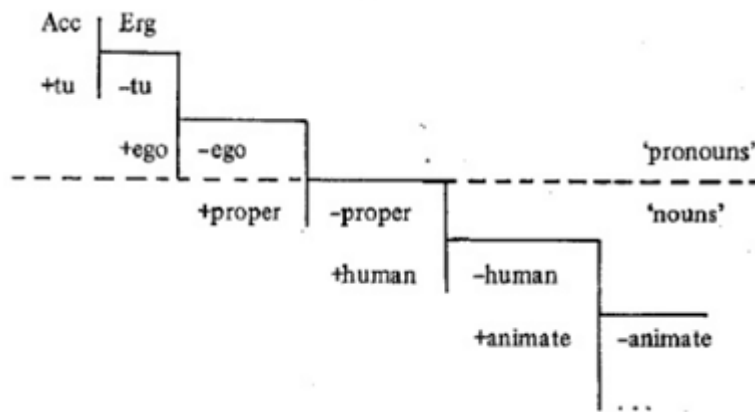 Acc Erg
+tu –tu
+ego –ego 'pronouns'
+proper –proper 'nouns'
+human –human
+animate –animate
...